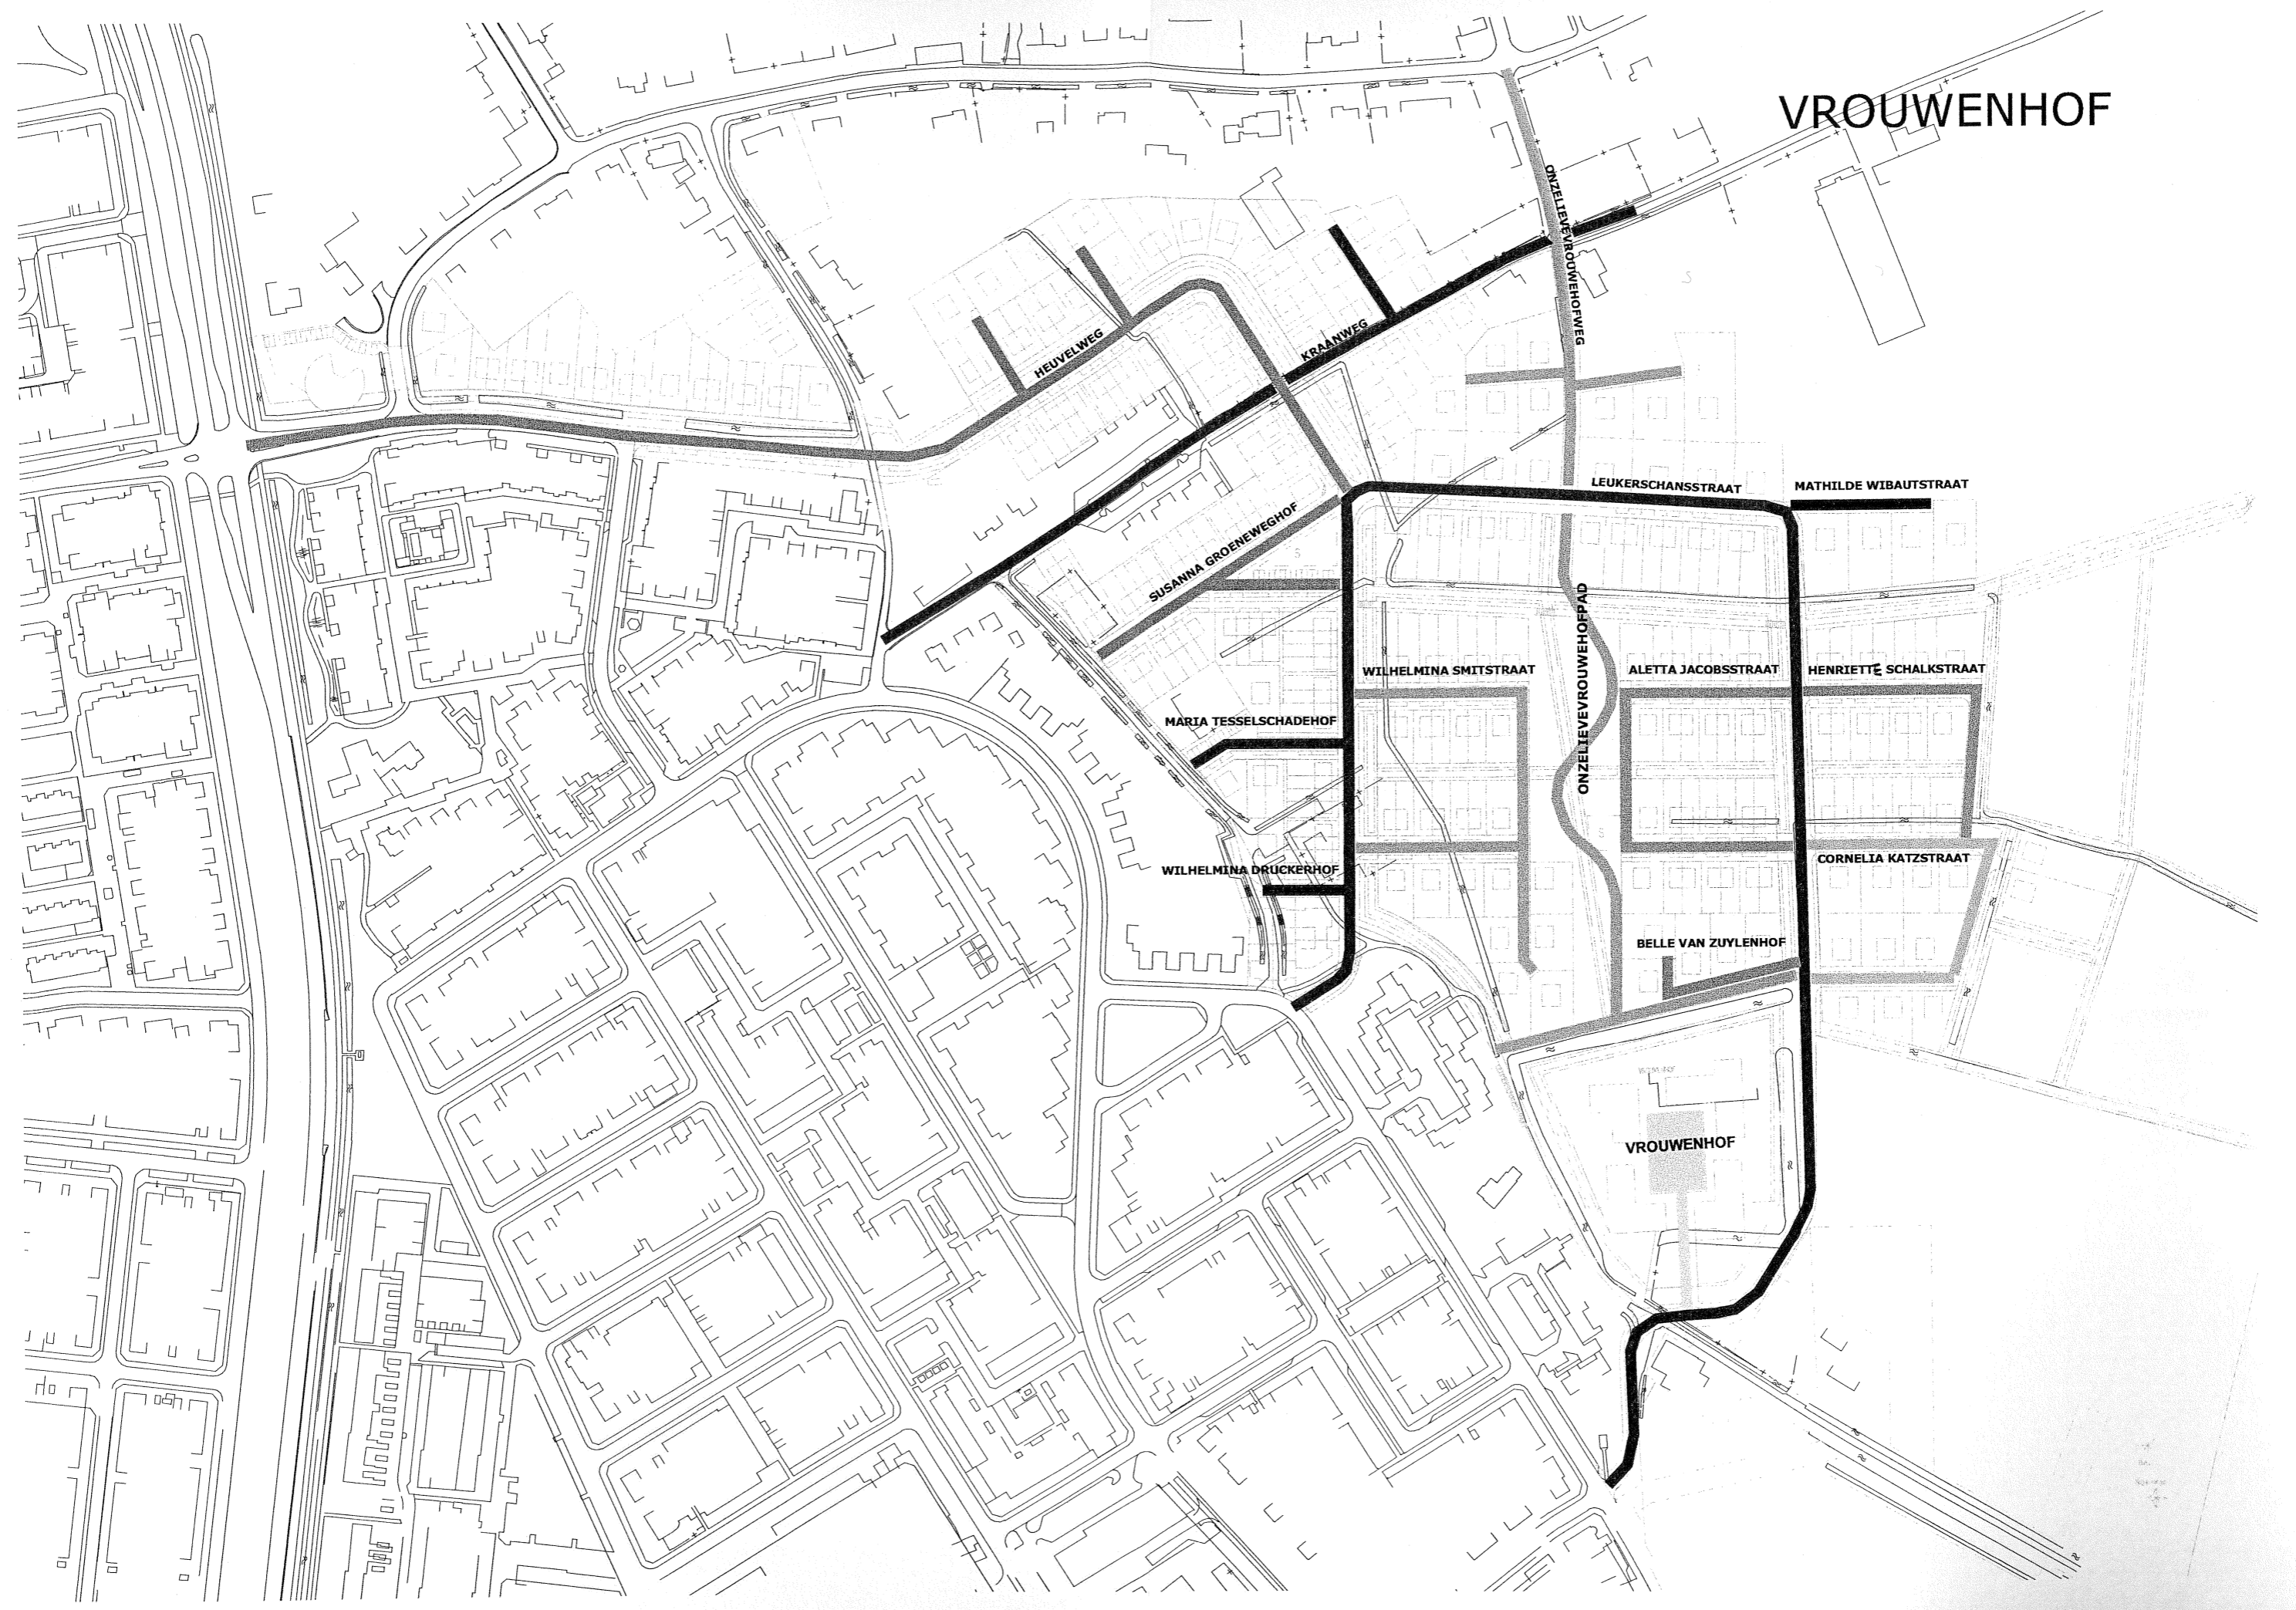 VROUWENHOF
ONZELIEVEVROUWEHOFWEG
HEUVELWEG
KRAANWEG
LEUKERSCHANSSTRAAT
MATHILDE WIBAUTSTRAAT
SUSANNA GROENEWEGHOF
ONZELIEVEVROUWEHOFPAD
WILHELMINA SMITSTRAAT
ALETTA JACOBSSTRAAT
HENRIETTE SCHALKSTRAAT
MARIA TESSELSCHADEHOF
CORNELIA KATZSTRAAT
WILHELMINA DRUCKERHOF
BELLE VAN ZUYLENHOF
VROUWENHOF